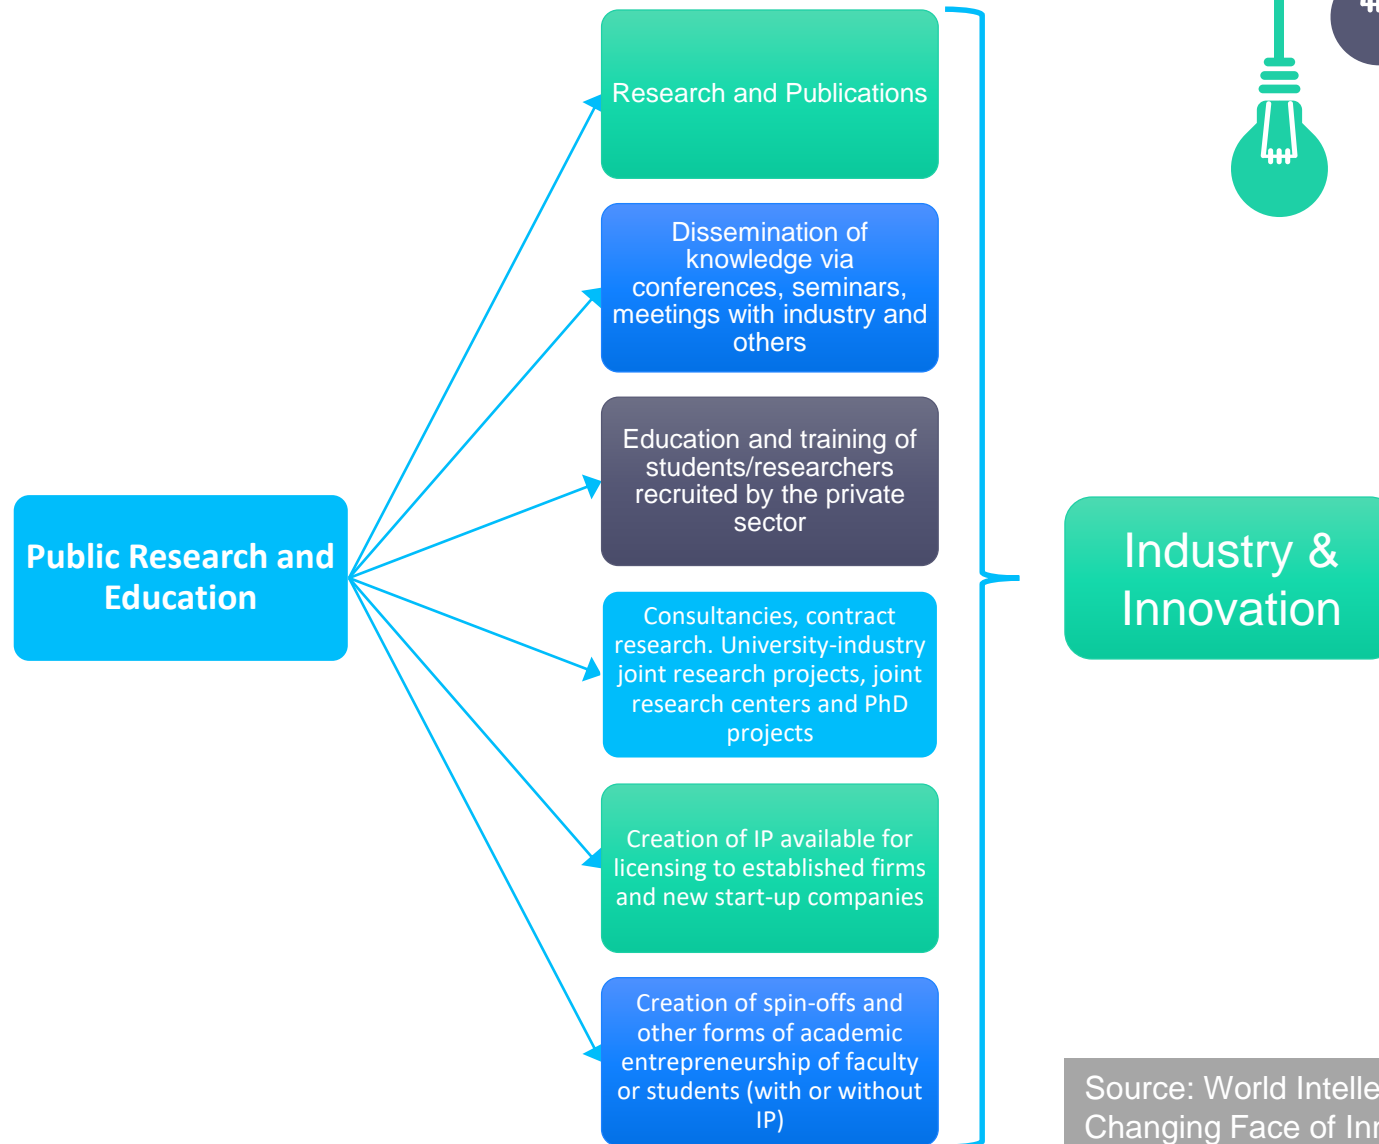 Research and Publications
Dissemination of
knowledge via
conferences, seminars,
meetings with industry and
others
Education and training of
students/researchers
recruited by the private
sector
Public Research and
Education
Industry &
Innovation
Consultancies, contract
research. University-industry
joint research projects, joint
research centers and PhD
projects
Creation of IP available for
licensing to established firms
and new start-up companies
Creation of spin-offs and
other forms of academic
entrepreneurship of faculty
or students (with or without
IP)
Source: World
Changing Face of